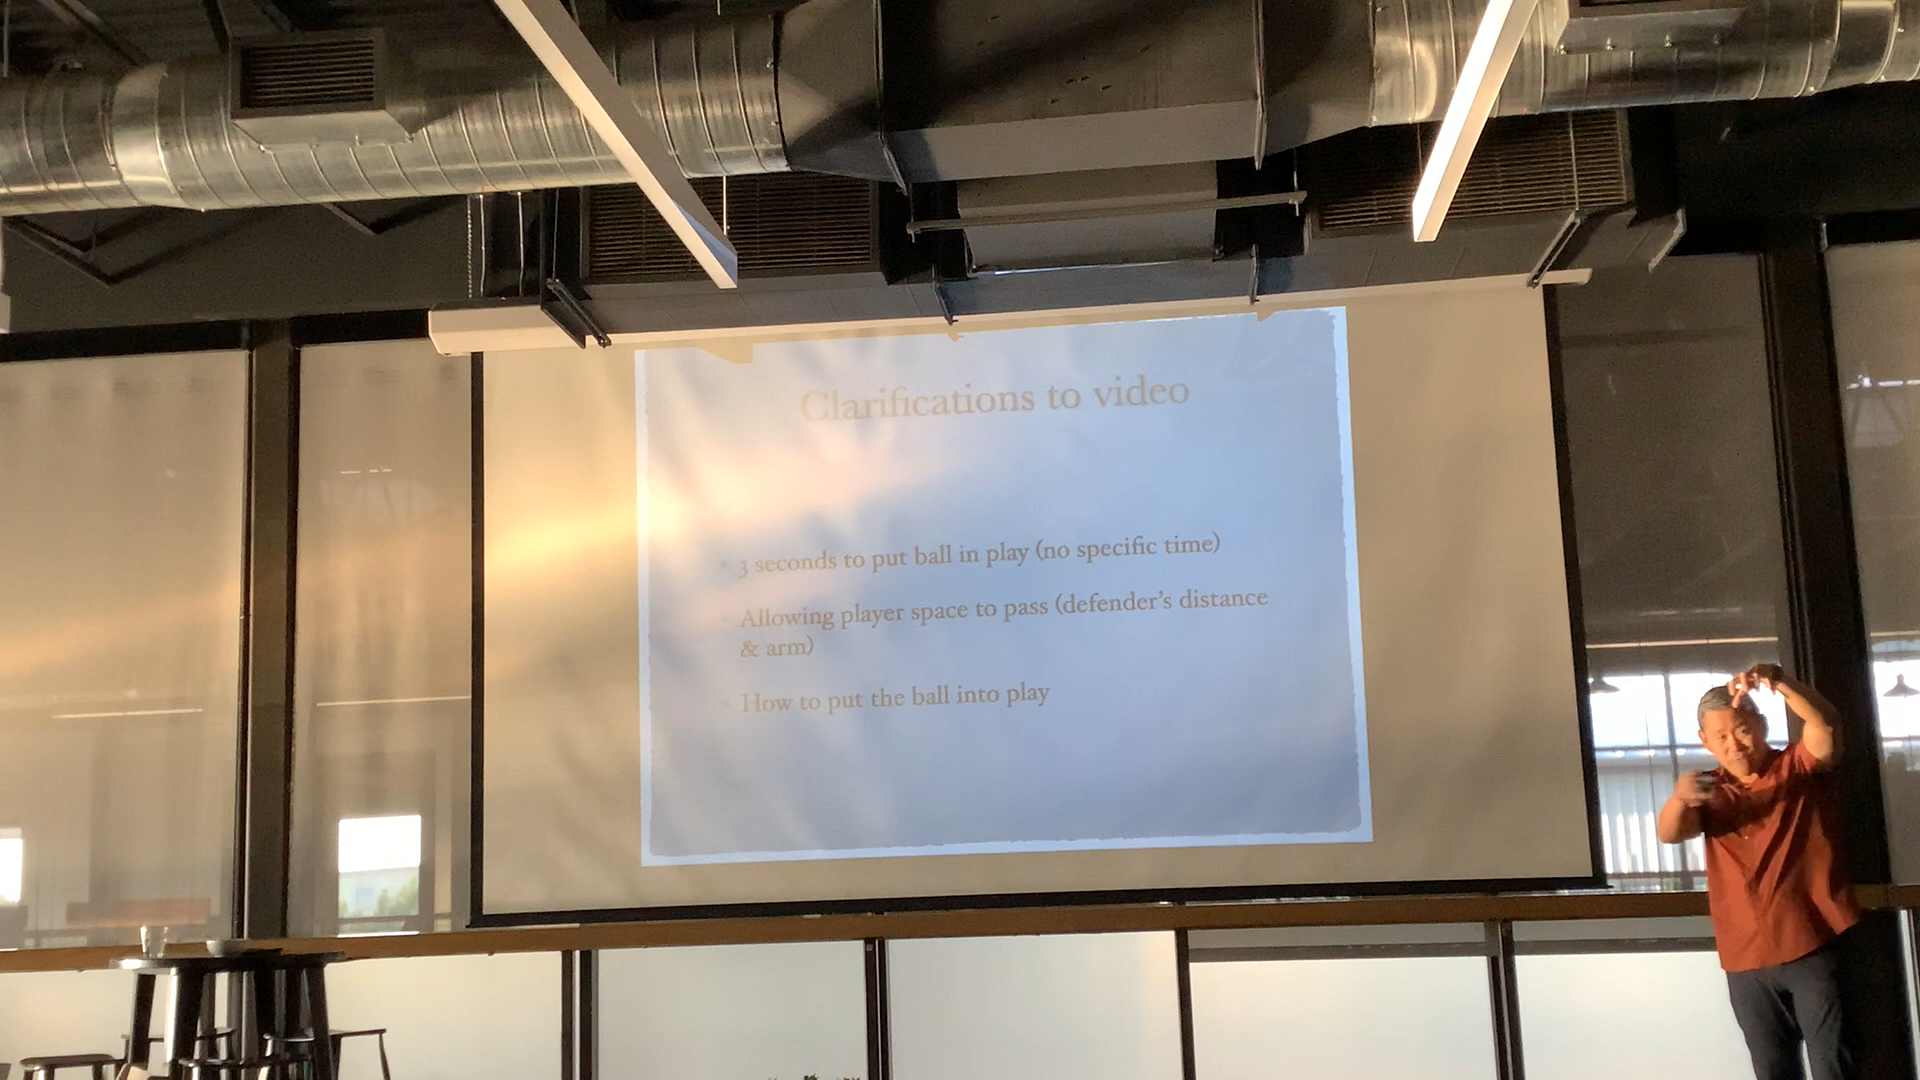 Clarifications to video
3 seconds to put ball in play (no specific time)
Allowing player space to pass (defender's distance
& arm)
How to put the ball into play